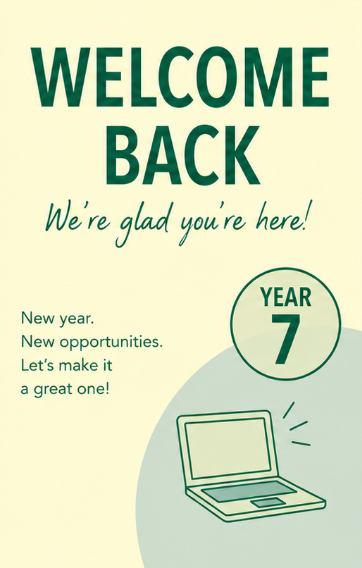 WELCOME
BACK
We're glad you're here!
YEAR
7
New year.
New opportunities.
Let's make it
a great one!